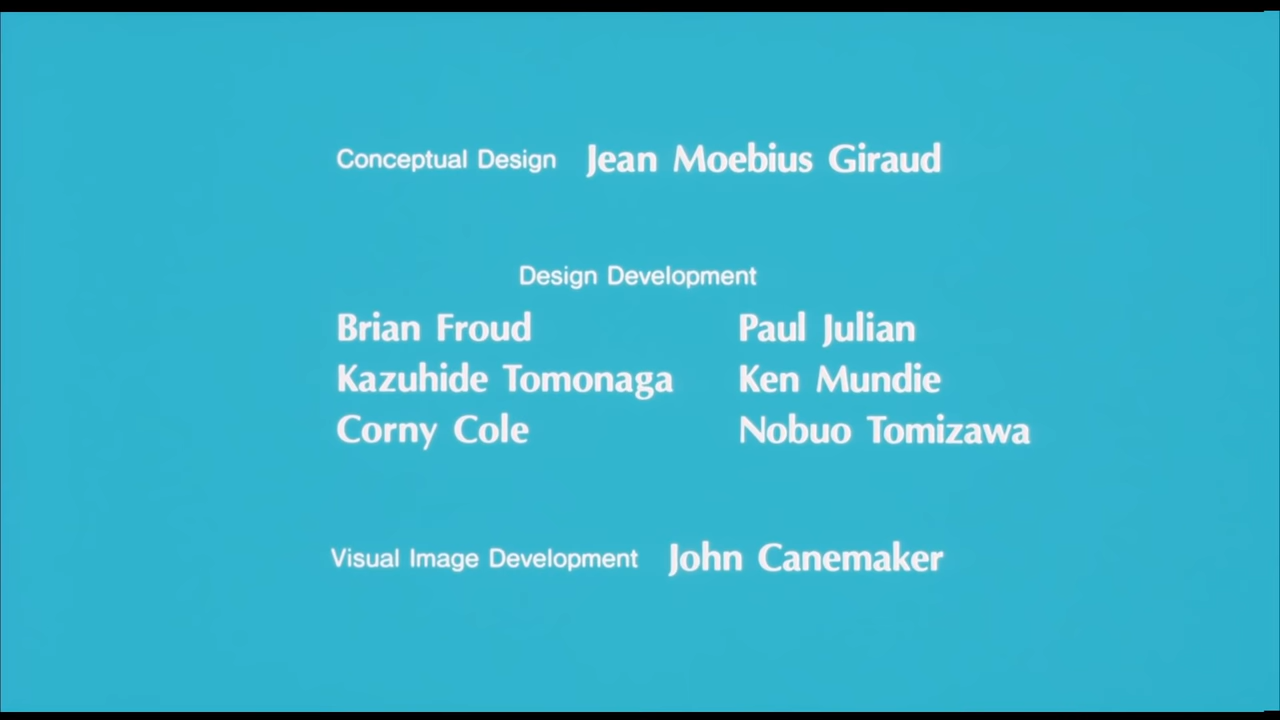 Conceptual Design Jean Moebius Giraud
Design Development
Brian Froud Paul Julian
Kazuhide Tomonaga Ken Mundie
Corny Cole Nobuo Tomizawa
Visual Image Development John Canemaker